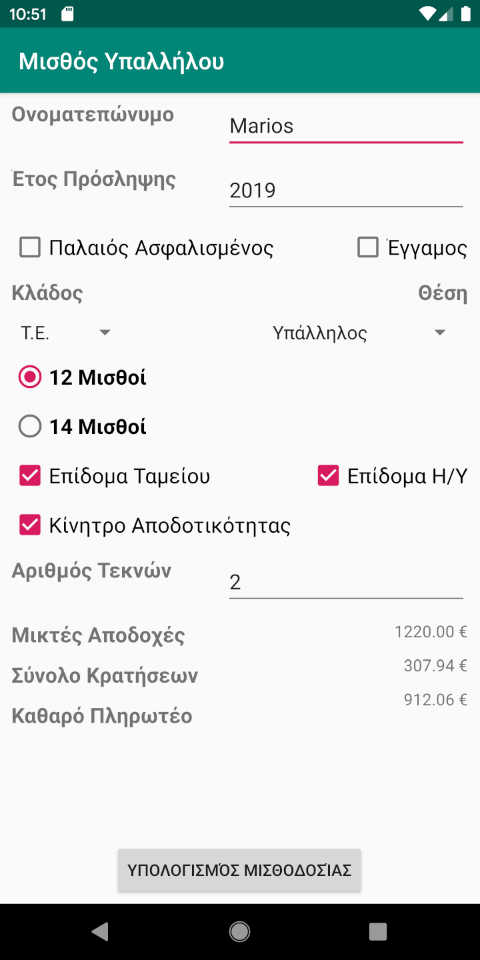 10:51
Μισθός Υπαλλήλου
Ονοματεπώνυμο
Marios
Έτος Πρόσληψης
2019
Παλαιός Ασφαλισμένος Έγγαμος
Κλάδος Θέση
Τ.Ε. Υπάλληλος
12 Μισθοί
14 Μισθοί
Επίδομα Ταμείου Επίδομα Η/Υ
Κίνητρο Αποδοτικότητας
Αριθμός Τεκνών
2
Μικτές Αποδοχές 1220.00 €
Σύνολο Κρατήσεων 307.94 €
Καθαρό Πληρωτέο 912.06 €
ΥΠΟΛΟΓΙΣΜΌΣ ΜΙΣΘΟΔΟΣΊΑΣ